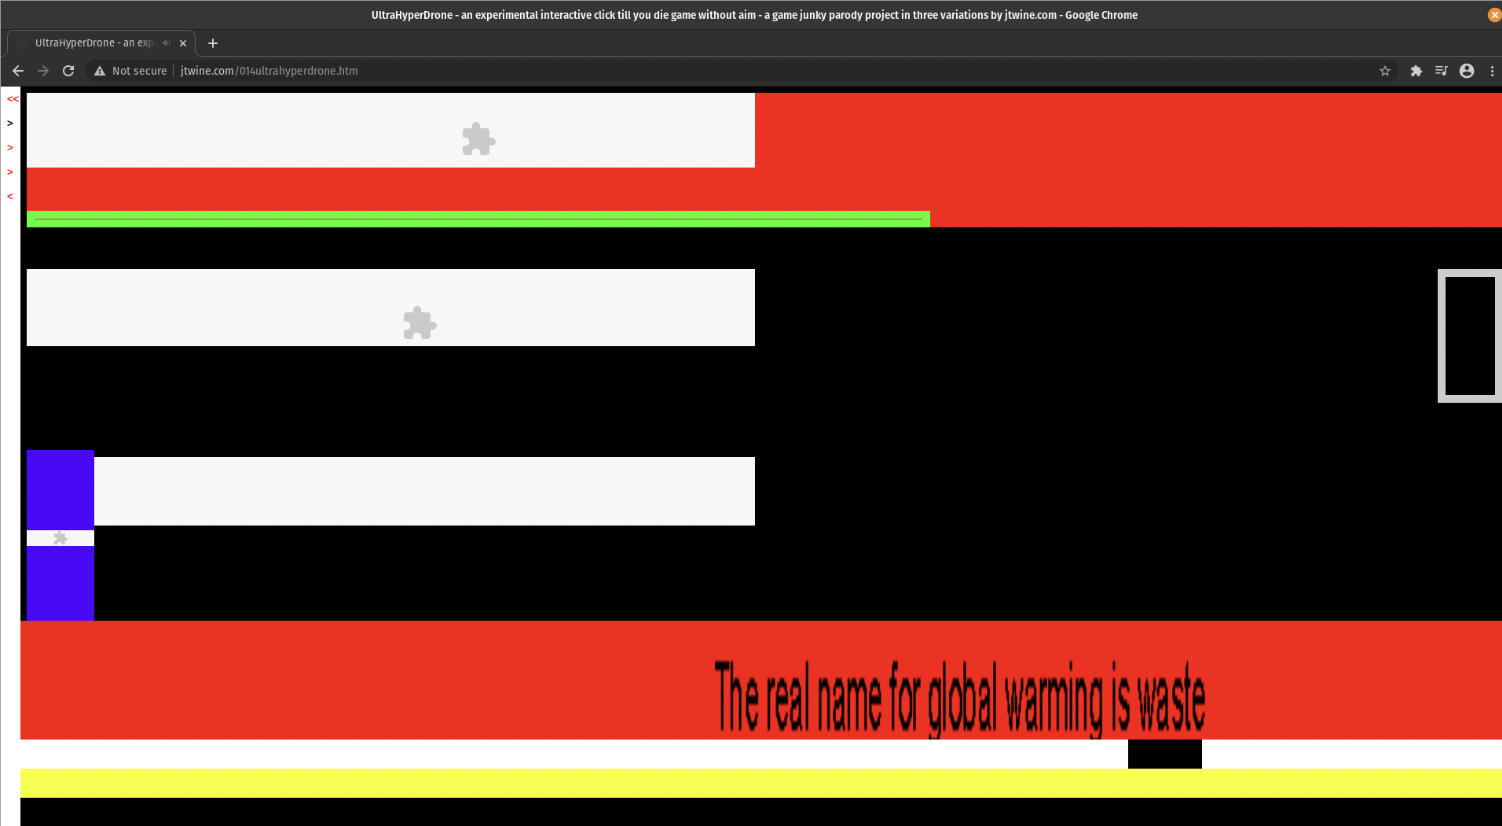 UltraHyperDrone - an experimental interactive click till you die game without aim - a game junky parody project in three variations by jtwine.com - Google Chrome
UltraHyperDrone - an exp
Not secure jtwine.com/014ultrahyperdrone.htm
<<
>
>
>
<
The real name for global warming is waste